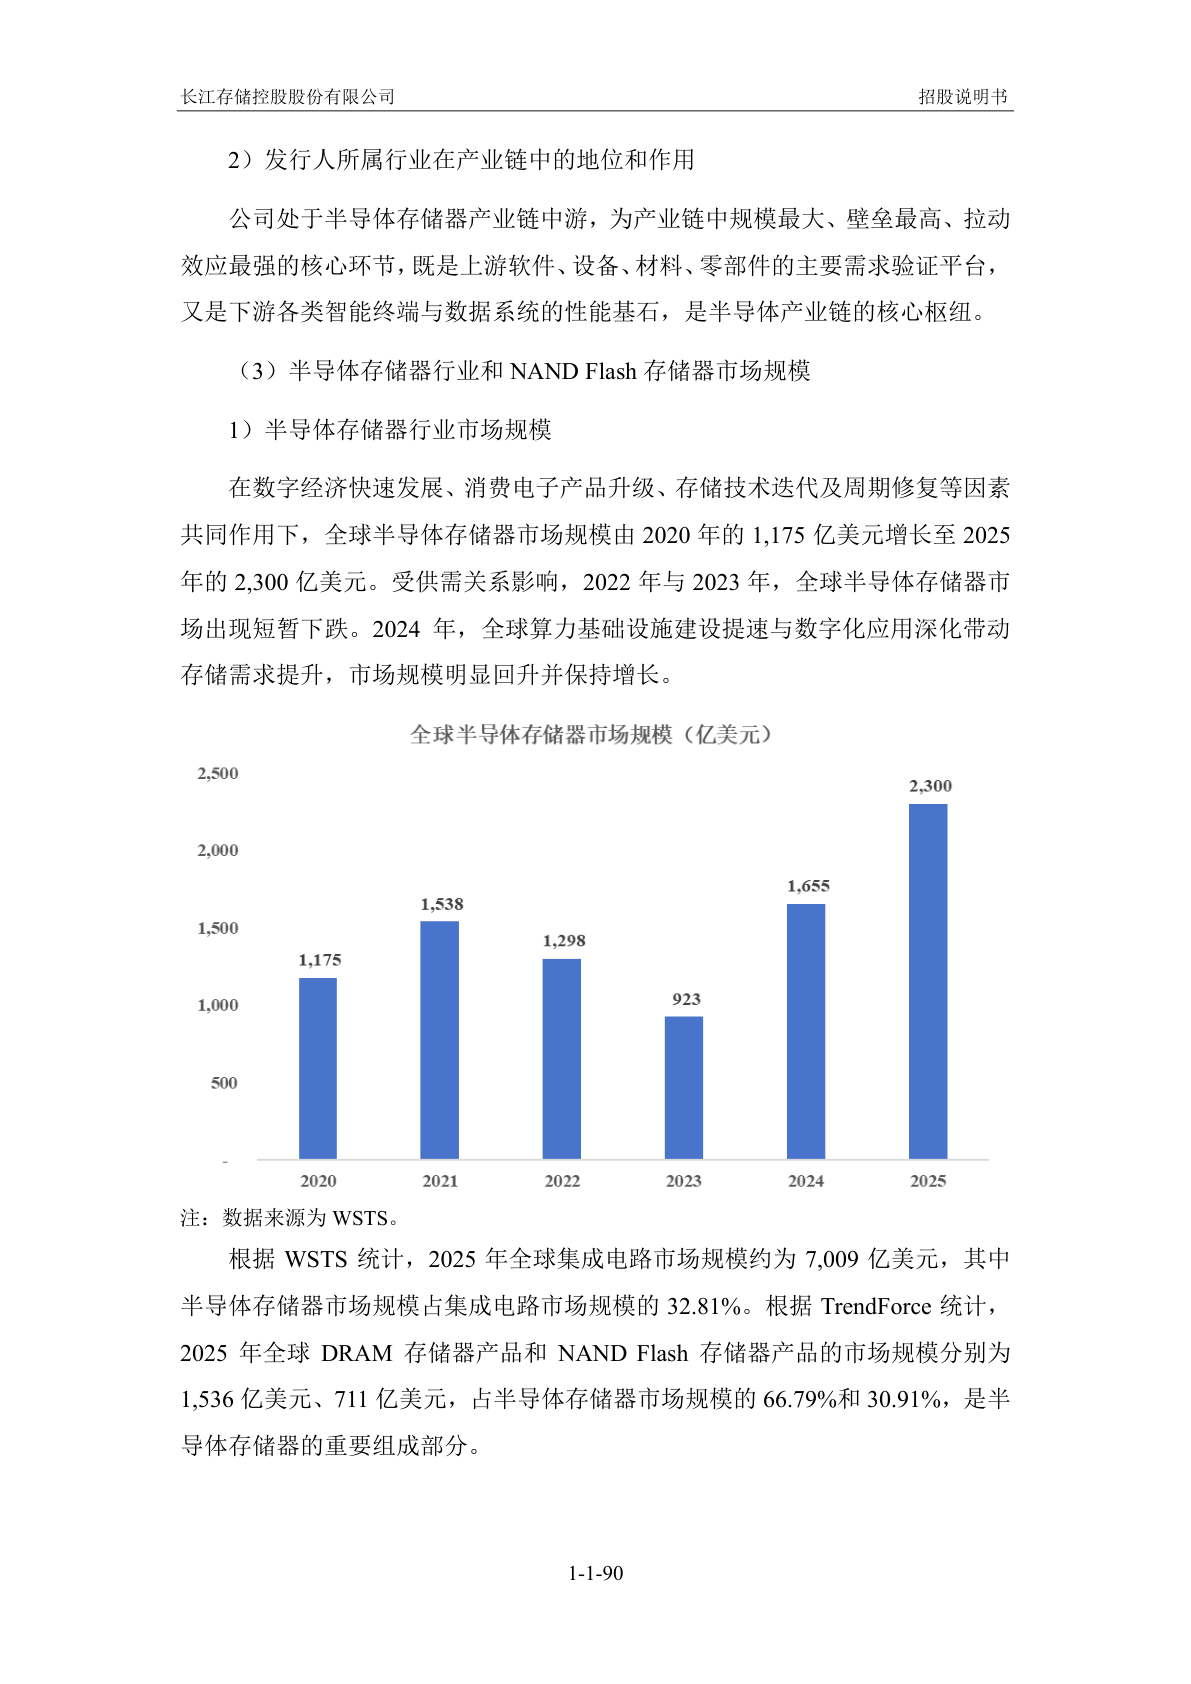 长江存储控股股份有限公司 招股说明书
2）发行人所属行业在产业链中的地位和作用
公司处于半导体存储器产业链中游，为产业链中规模最大、壁垒最高、拉动
效应最强的核心环节，既是上游软件、设备、材料、零部件的主要需求验证平台，
又是下游各类智能终端与数据系统的性能基石，是半导体产业链的核心枢纽。
（3）半导体存储器行业和 NAND Flash 存储器市场规模
1）半导体存储器行业市场规模
在数字经济快速发展、消费电子产品升级、存储技术迭代及周期修复等因素
共同作用下，全球半导体存储器市场规模由 2020 年的 1,175 亿美元增长至 2025
年的 2,300 亿美元。受供需关系影响，2022 年与 2023 年，全球半导体存储器市
场出现短暂下跌。2024 年，全球算力基础设施建设提速与数字化应用深化带动
存储需求提升，市场规模明显回升并保持增长。
全球半导体存储器市场规模（亿美元）
2,500
2,000
1,500
1,000
500
-
1,175
1,538
1,298
923
1,655
2,300
2020 2021 2022 2023 2024 2025
注：数据来源为 WSTS。
根据 WSTS 统计，2025 年全球集成电路市场规模约为 7,009 亿美元，其中
半导体存储器市场规模占集成电路市场规模的 32.81%。根据 TrendForce 统计，
2025 年全球 DRAM 存储器产品和 NAND Flash 存储器产品的市场规模分别为
1,536 亿美元、711 亿美元，占半导体存储器市场规模的 66.79%和 30.91%，是半
导体存储器的重要组成部分。
1-1-90